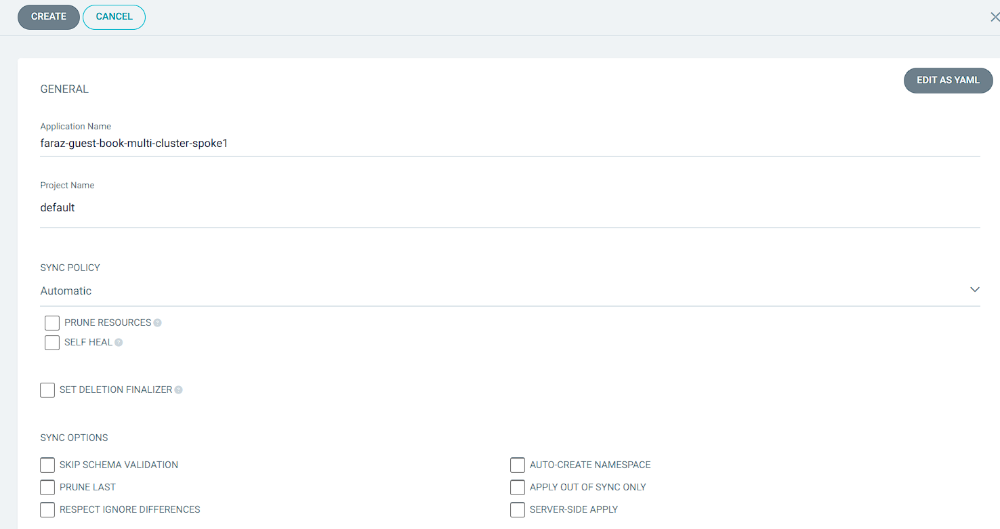 CREATE CANCEL
GENERAL
EDIT AS YAML
Application Name
faraz-guest-book-multi-cluster-spoke1
Project Name
default
SYNC POLICY
Automatic
PRUNE RESOURCES ?
SELF HEAL ?
SET DELETION FINALIZER ?
SYNC OPTIONS
SKIP SCHEMA VALIDATION AUTO-CREATE NAMESPACE
PRUNE LAST APPLY OUT OF SYNC ONLY
RESPECT IGNORE DIFFERENCES SERVER-SIDE APPLY